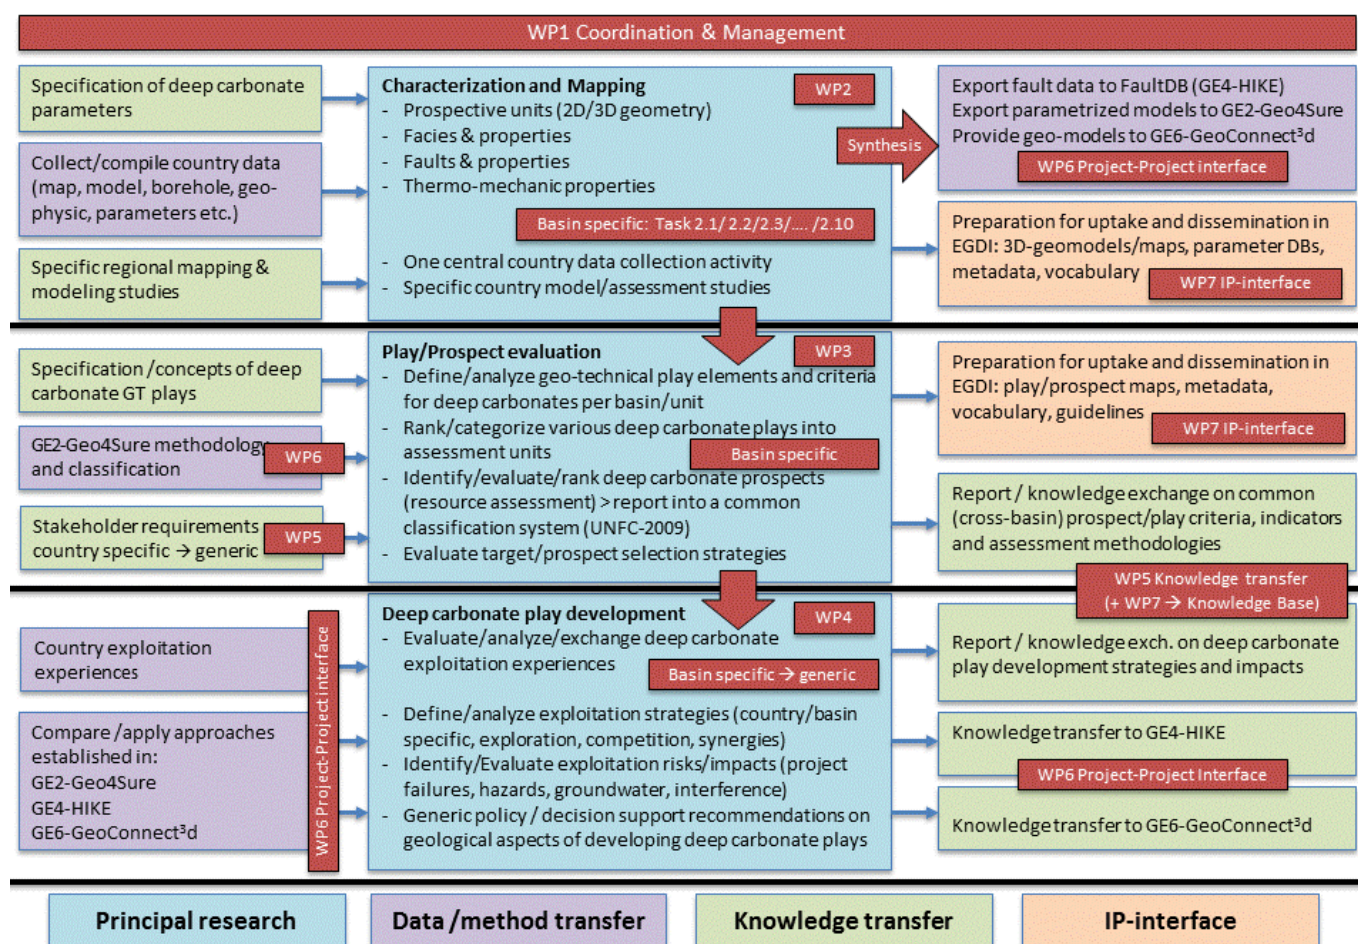 WP1 Coordination & Management
Specification of deep carbonate
parameters
Collect/compile country data
(map, model, borehole, geo-
physic, parameters etc.)
Specific regional mapping &
modeling studies
Characterization and Mapping
WP2
- Prospective units (2D/3D geometry)
- Facies & properties
- Faults & properties
- Thermo-mechanic properties
Basin specific: Task 2.1/ 2.2/2.3/.... /2.10
- One central country data collection activity
- Specific country model/assessment studies
Synthesis
Export fault data to FaultDB (GE4-HIKE)
Export parametrized models to GE2-Geo4Sure
Provide geo-models to GE6-GeoConnect³d
WP6 Project-Project interface
Preparation for uptake and dissemination in
EGDI: 3D-geomodels/maps, parameter DBs,
metadata, vocabulary
WP7 IP-interface
Specification /concepts of deep
carbonate GT plays
GE2-Geo4Sure methodology
and classification
WP6
Stakeholder requirements
country specific → generic
WP5
Play/Prospect evaluation
WP3
- Define/analyze geo-technical play elements and criteria
for deep carbonates per basin/unit
- Rank/categorize various deep carbonate plays into
assessment units
Basin specific
- Identify/evaluate/rank deep carbonate prospects
(resource assessment) > report into a common
classification system (UNFC-2009)
- Evaluate target/prospect selection strategies
Preparation for uptake and dissemination in
EGDI: play/prospect maps, metadata,
vocabulary, guidelines
WP7 IP-interface
Report / knowledge exchange on common
(cross-basin) prospect/play criteria, indicators
and assessment methodologies
WP5 Knowledge transfer
(+ WP7 → Knowledge Base)
Country exploitation
experiences
Compare /apply approaches
established in:
GE2-Geo4Sure
GE4-HIKE
GE6-GeoConnect³d
WP6 Project-Project interface
Deep carbonate play development
WP4
- Evaluate/analyze/exchange deep carbonate
exploitation experiences
Basin specific → generic
- Define/analyze exploitation strategies (country/basin
specific, exploration, competition, synergies)
- Identify/Evaluate exploitation risks/impacts (project
failures, hazards, groundwater, interference)
- Generic policy / decision support recommendations on
geological aspects of developing deep carbonate plays
Report / knowledge exch. on deep carbonate
play development strategies and impacts
Knowledge transfer to GE4-HIKE
WP6 Project-Project Interface
Knowledge transfer to GE6-GeoConnect³d
Principal research
Data /method transfer
Knowledge transfer
IP-interface